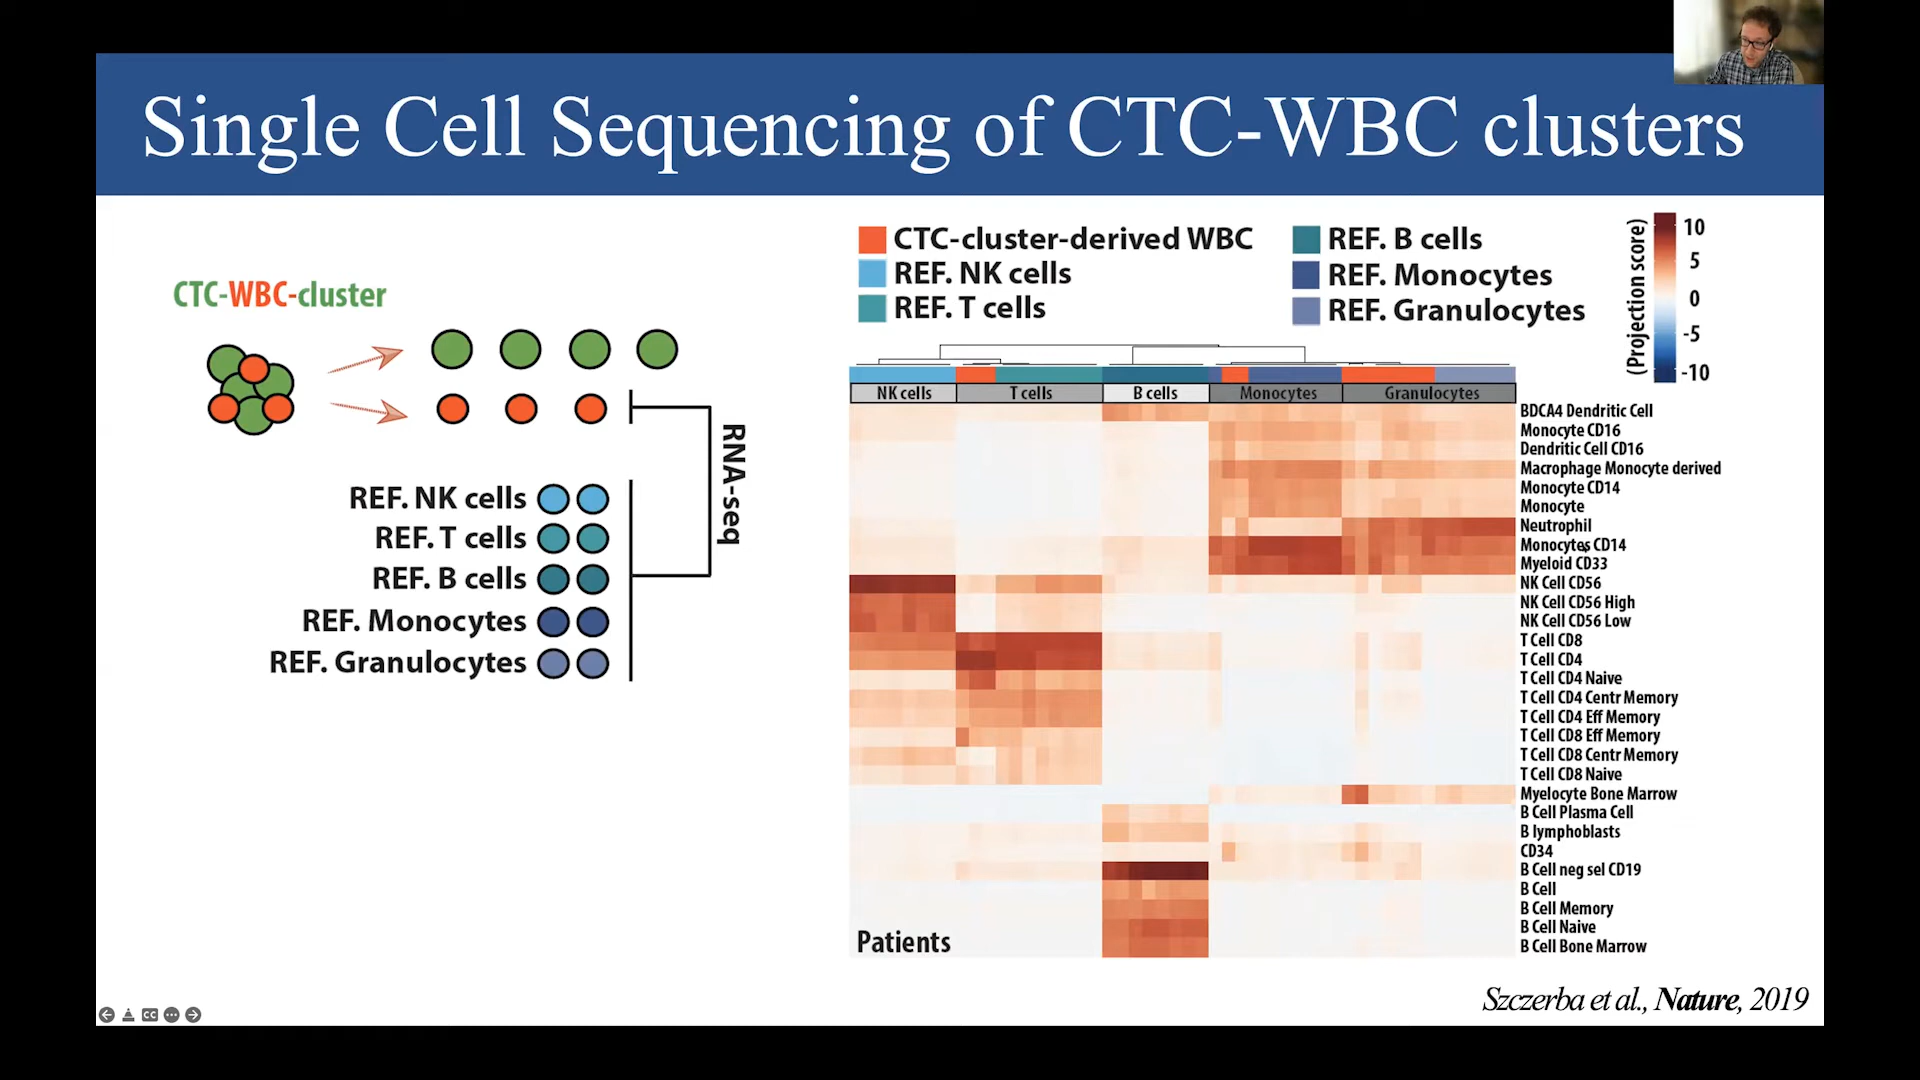 Single Cell Sequencing of CTC-WBC clusters
CTC-WBC-cluster
REF. NK cells
REF. T cells
REF. B cells
REF. Monocytes
REF. Granulocytes
RNA-seq
CTC-cluster-derived WBC
REF. NK cells
REF. T cells
REF. B cells
REF. Monocytes
REF. Granulocytes
(Projection score)
10
5
0
-5
-10
NK cells
T cells
B cells
Monocytes
Granulocytes
BDCA4 Dendritic Cell
Monocyte CD16
Dendritic Cell CD16
Macrophage Monocyte derived
Monocyte CD14
Monocyte
Neutrophil
Monocytes CD14
Myeloid CD33
NK Cell CD56
NK Cell CD56 High
NK Cell CD56 Low
T Cell CD8
T Cell CD4
T Cell CD4 Naive
T Cell CD4 Centr Memory
T Cell CD4 Eff Memory
T Cell CD8 Eff Memory
T Cell CD8 Centr Memory
T Cell CD8 Naive
Myelocyte Bone Marrow
B Cell Plasma Cell
B lymphoblasts
CD34
B Cell neg sel CD19
B Cell
B Cell Memory
B Cell Naive
B Cell Bone Marrow
Patients
Szczerba et al., Nature, 2019
CC